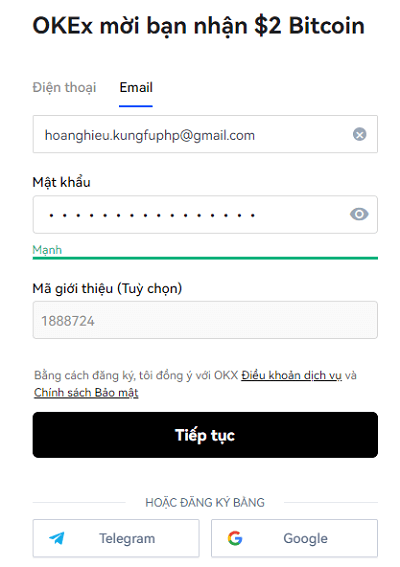 OKEx mời bạn nhận $2 Bitcoin
Điện thoại Email
hoanghieu.kungfuphp@gmail.com
Mật khẩu
• • • • • • • • • • • • • • • •
Mạnh
Mã giới thiệu (Tuỳ chọn)
1888724
Bằng cách đăng ký, tôi đồng ý với OKX Điều khoản dịch vụ và
Chính sách Bảo mật
Tiếp tục
HOẶC ĐĂNG KÝ BẰNG
Telegram Google